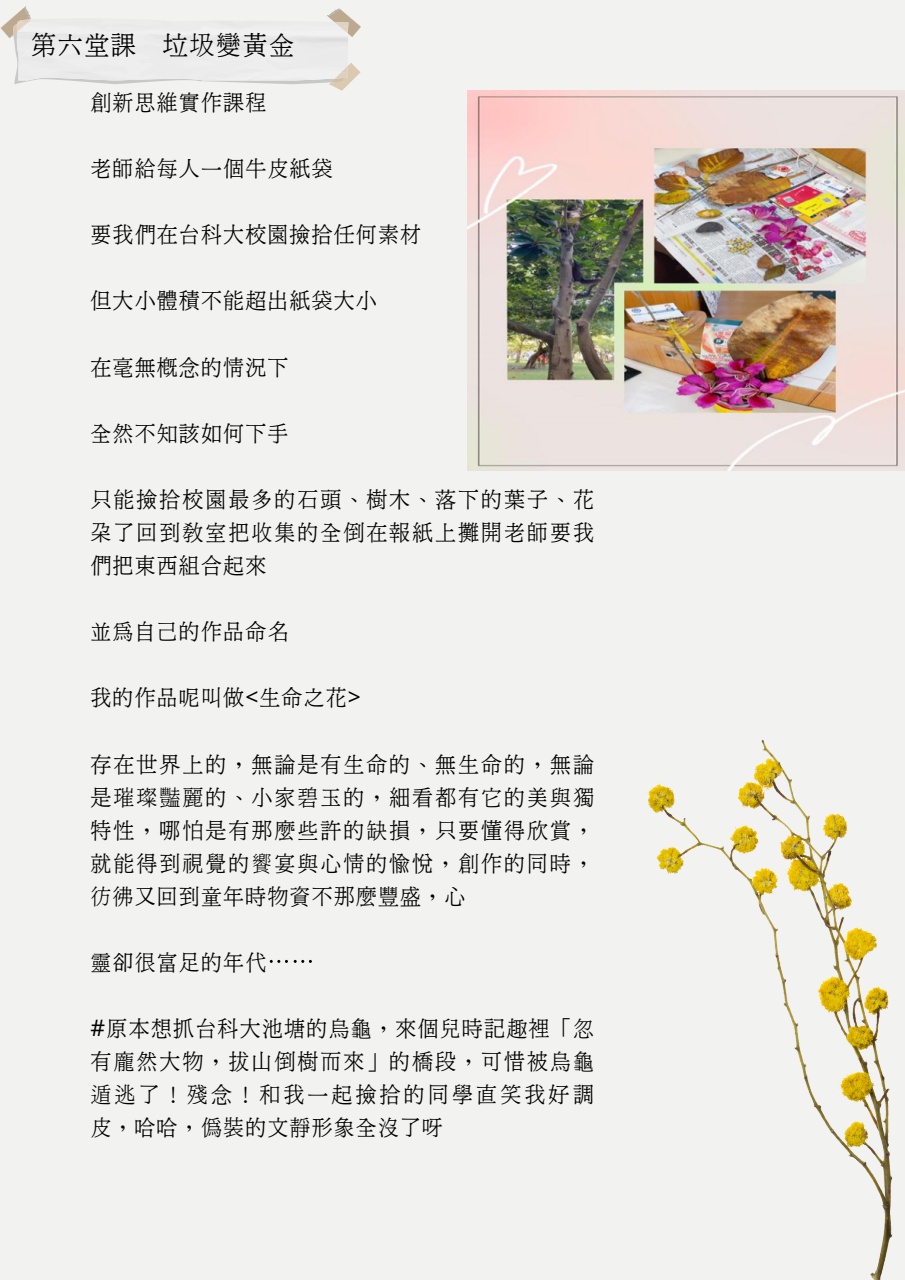 第六堂課　垃圾變黃金
創新思維實作課程
老師給每人一個牛皮紙袋
要我們在台科大校園撿拾任何素材
但大小體積不能超出紙袋大小
在毫無概念的情況下
全然不知該如何下手
只能撿拾校園最多的石頭、樹木、落下的葉子、花
朶了回到教室把收集的全倒在報紙上攤開老師要我
們把東西組合起來
並爲自己的作品命名
我的作品呢叫做<生命之花>
存在世界上的，無論是有生命的、無生命的，無論
是璀璨豔麗的、小家碧玉的，細看都有它的美與獨
特性，哪怕是有那麼些許的缺損，只要懂得欣賞，
就能得到視覺的饗宴與心情的愉悅，創作的同時，
彷彿又回到童年時物資不那麼豐盛，心
靈卻很富足的年代……
#原本想抓台科大池塘的烏龜，來個兒時記趣裡「忽
有龐然大物，拔山倒樹而來」的橋段，可惜被烏龜
遁逃了！殘念！和我一起撿拾的同學直笑我好調
皮，哈哈，僞裝的文靜形象全沒了呀